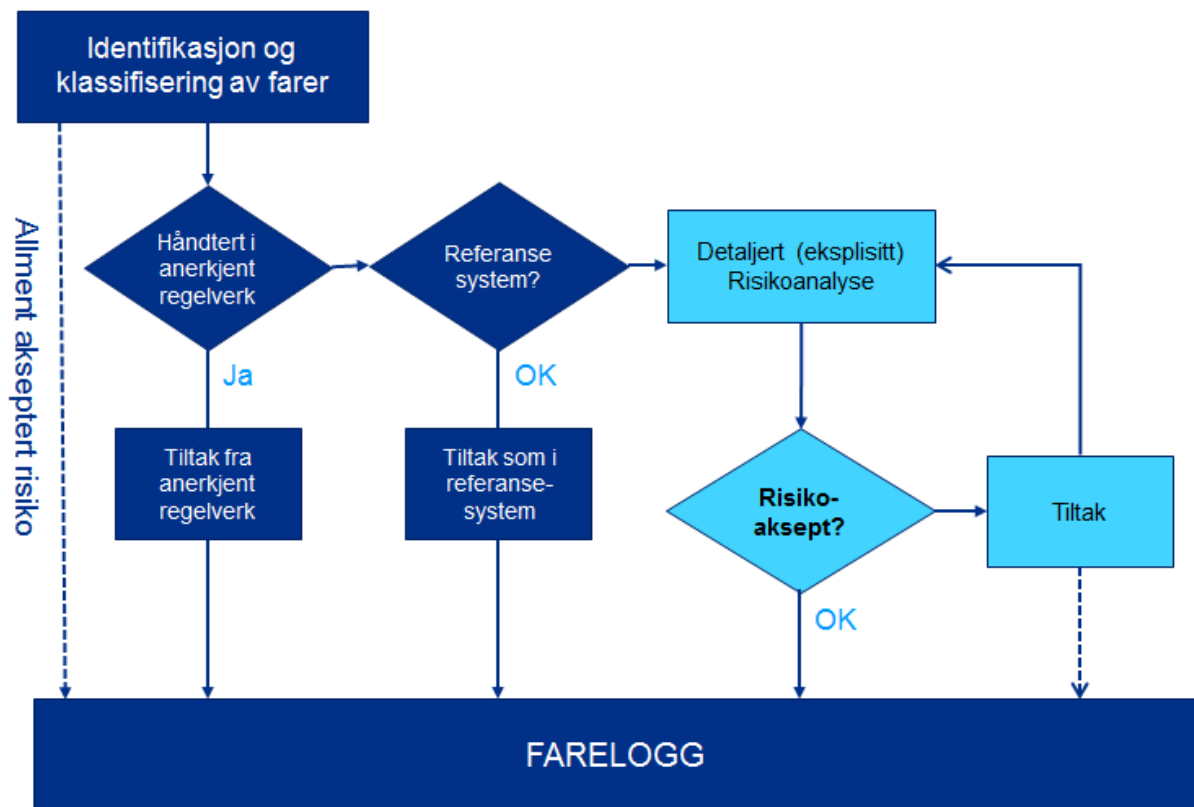 Identifikasjon og
klassifisering av farer
Allment akseptert risiko
Håndtert i
anerkjent
regelverk
Referanse
system?
Detaljert (eksplisitt)
Risikoanalyse
Ja
OK
Tiltak fra
anerkjent
regelverk
Tiltak som i
referanse-
system
Risiko-
aksept?
Tiltak
OK
FARELOGG